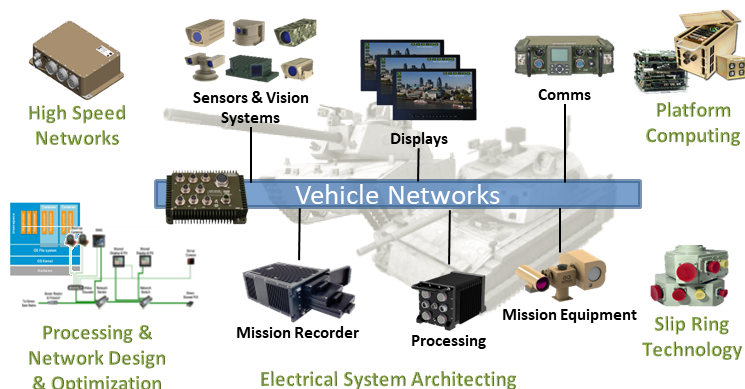 High Speed
Networks
Sensors & Vision
Systems
Displays
Comms
Platform
Computing
Vehicle Networks
Mission Recorder
Processing
Mission Equipment
Processing &
Network Design
& Optimization
Slip Ring
Technology
Electrical System Architecting